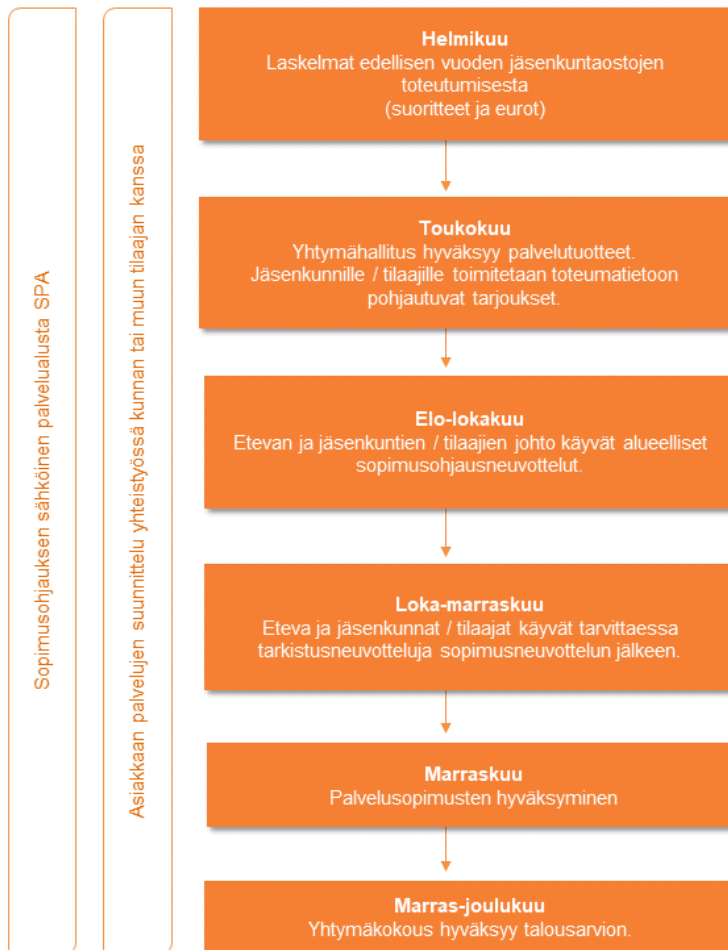 Sopimusohjauksen sähköinen palvelualusta SPA
Asiakkaan palvelujen suunnittelu yhteistyössä kunnan tai muun tilaajan kanssa
Helmikuu
Laskelmat edellisen vuoden jäsenkuntaostojen
toteutumisesta
(suoritteet ja eurot)
Toukokuu
Yhtymähallitus hyväksyy palvelutuotteet.
Jäsenkunnille / tilaajille toimitetaan toteumatietoon
pohjautuvat tarjoukset.
Elo-lokakuu
Etevan ja jäsenkuntien / tilaajien johto käyvät alueelliset
sopimusohjausneuvottelut.
Loka-marraskuu
Eteva ja jäsenkunnat / tilaajat käyvät tarvittaessa
tarkistusneuvotteluja sopimusneuvottelun jälkeen.
Marraskuu
Palvelusopimusten hyväksyminen
Marras-joulukuu
Yhtymäkokous hyväksyy talousarvion.